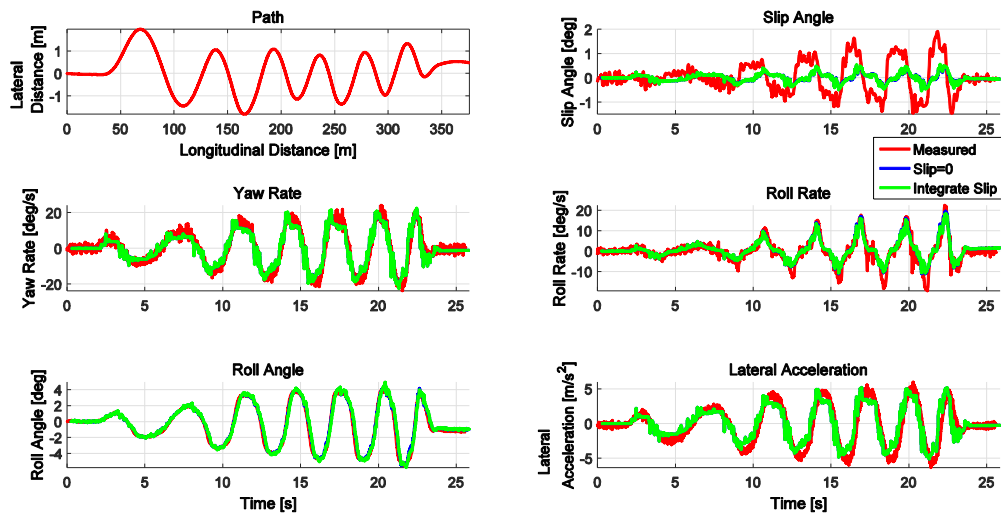 Path
Lateral
Distance [m]
1
0
-1
0 50 100 150 200 250 300 350
Longitudinal Distance [m]
Slip Angle
Slip Angle [deg]
2
1
0
-1
0 5 10 15 20 25
Measured
Slip=0
Integrate Slip
Yaw Rate
Yaw Rate [deg/s]
20
0
-20
0 5 10 15 20 25
Roll Rate
Roll Rate [deg/s]
20
10
0
-10
0 5 10 15 20 25
Roll Angle
Roll Angle [deg]
4
2
0
-2
-4
0 5 10 15 20 25
Time [s]
Lateral Acceleration
Lateral
Acceleration [m/s²]
5
0
-5
0 5 10 15 20 25
Time [s]